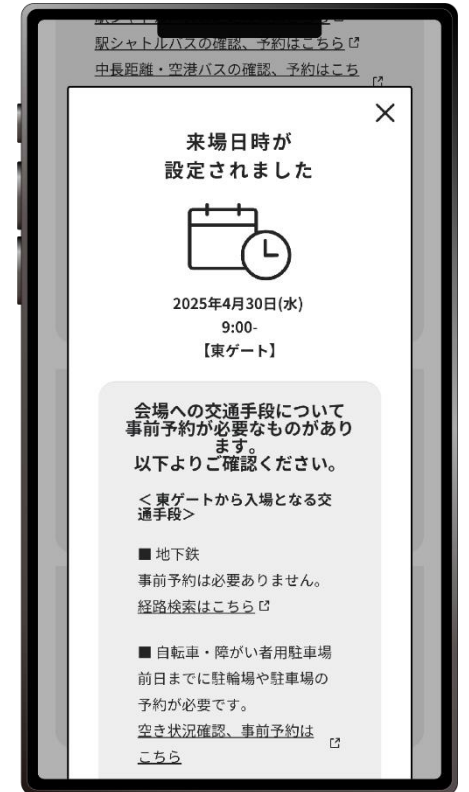 駅シャトルバスの確認、予約はこちら
中長距離・空港バスの確認、予約はこち
来場日時が
設定されました
2025年4月30日(水)
9:00-
【東ゲート】
会場への交通手段について
事前予約が必要なものがあり
ます。
以下よりご確認ください。
＜東ゲートから入場となる交
通手段＞
■ 地下鉄
事前予約は必要ありません。
経路検索はこちら
■ 自転車・障がい者用駐車場
前日までに駐輪場や駐車場の
予約が必要です。
空き状況確認、事前予約は
こちら